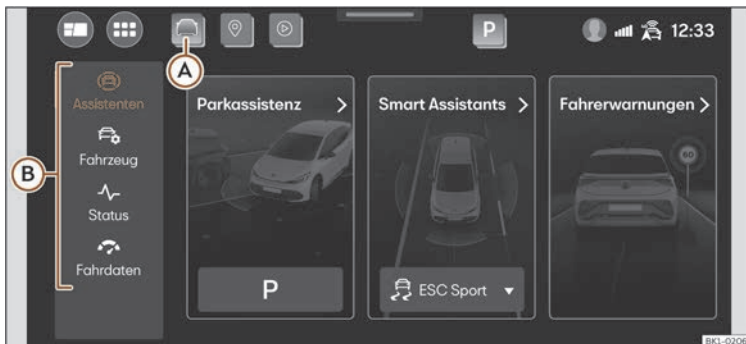 P
12:33
A
Assistenten
Parkassistenz
Smart Assistants
Fahrerwarnungen
Fahrzeug
60
B
Status
Fahrdaten
P
ESC Sport
BK1-0206